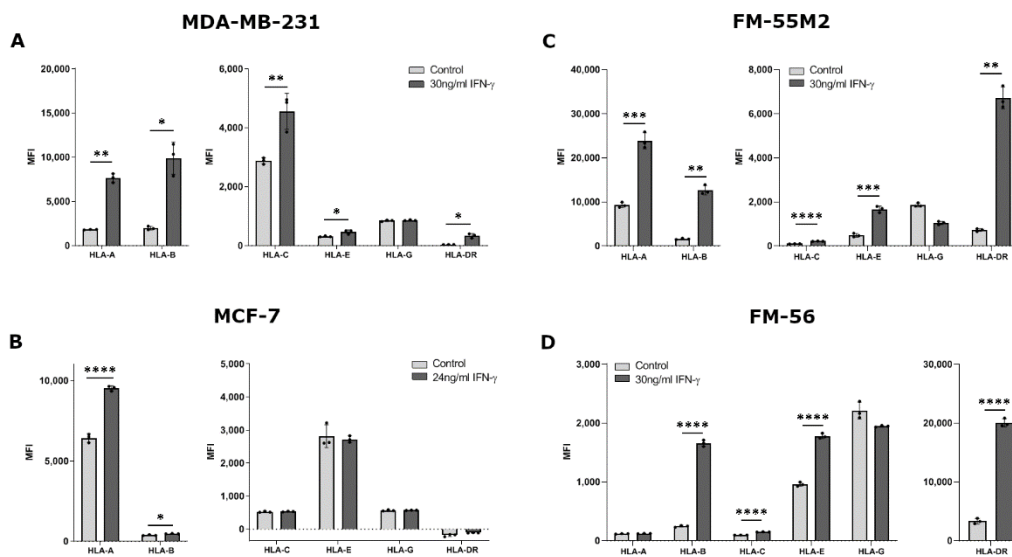 MDA-MB-231
A
20,000
15,000
10,000
5,000
0
MFI
**
*
HLA-A
HLA-B
6,000
4,000
2,000
0
MFI
Control
30ng/ml IFN-γ
**
*
*
HLA-C
HLA-E
HLA-G
HLA-DR
FM-55M2
C
40,000
30,000
20,000
10,000
0
MFI
***
**
HLA-A
HLA-B
8,000
6,000
4,000
2,000
0
MFI
Control
30ng/ml IFN-γ
****
***
**
HLA-C
HLA-E
HLA-G
HLA-DR
MCF-7
B
10,000
5,000
0
MFI
****
*
HLA-A
HLA-B
5,000
4,000
3,000
2,000
1,000
0
MFI
Control
24ng/ml IFN-γ
HLA-C
HLA-E
HLA-G
HLA-DR
FM-56
D
3,000
2,000
1,000
0
MFI
Control
30ng/ml IFN-γ
****
****
****
HLA-A
HLA-B
HLA-C
HLA-E
HLA-G
30,000
20,000
10,000
0
****
HLA-DR